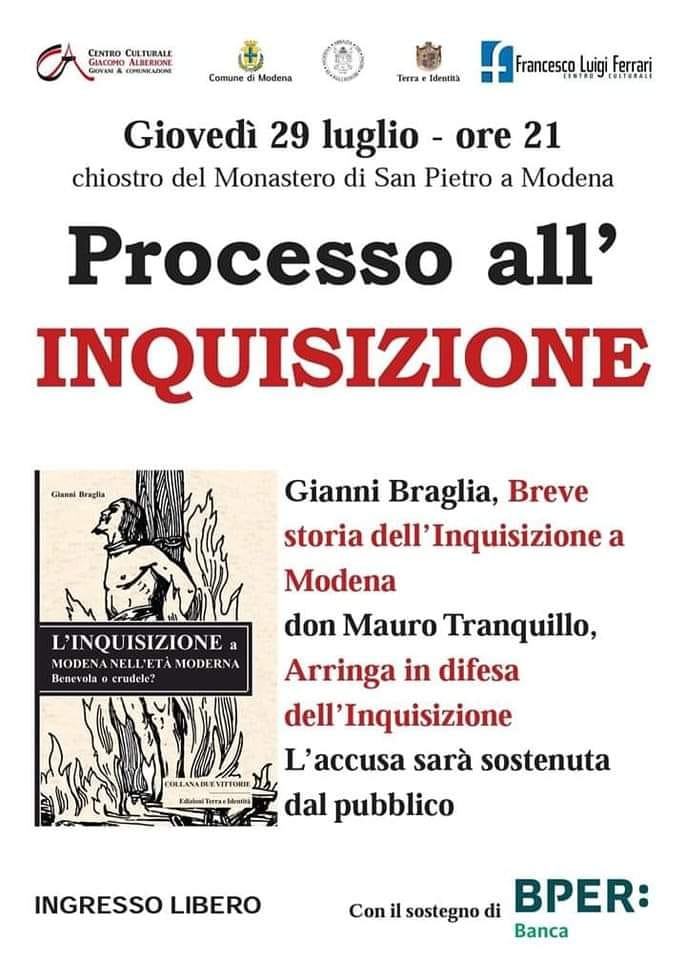 CENTRO CULTURALE
GIACOMO ALBERIONE
GIOVANI & COMUNICAZIONE
Comune di Modena
Terra e Identità
Francesco Luigi Ferrari
CENTRO CULTURALE
Giovedì 29 luglio - ore 21
chiostro del Monastero di San Pietro a Modena
Processo all’
INQUISIZIONE
Gianni Braglia
L’INQUISIZIONE a
MODENA NELL’ETÀ MODERNA
Benevola o crudele?
COLLANA DUE VITTORIE
Edizioni Terra e Identità
Gianni Braglia, Breve
storia dell’Inquisizione a
Modena
don Mauro Tranquillo,
Arringa in difesa
dell’Inquisizione
L’accusa sarà sostenuta
dal pubblico
INGRESSO LIBERO
Con il sostegno di
BPER:
Banca